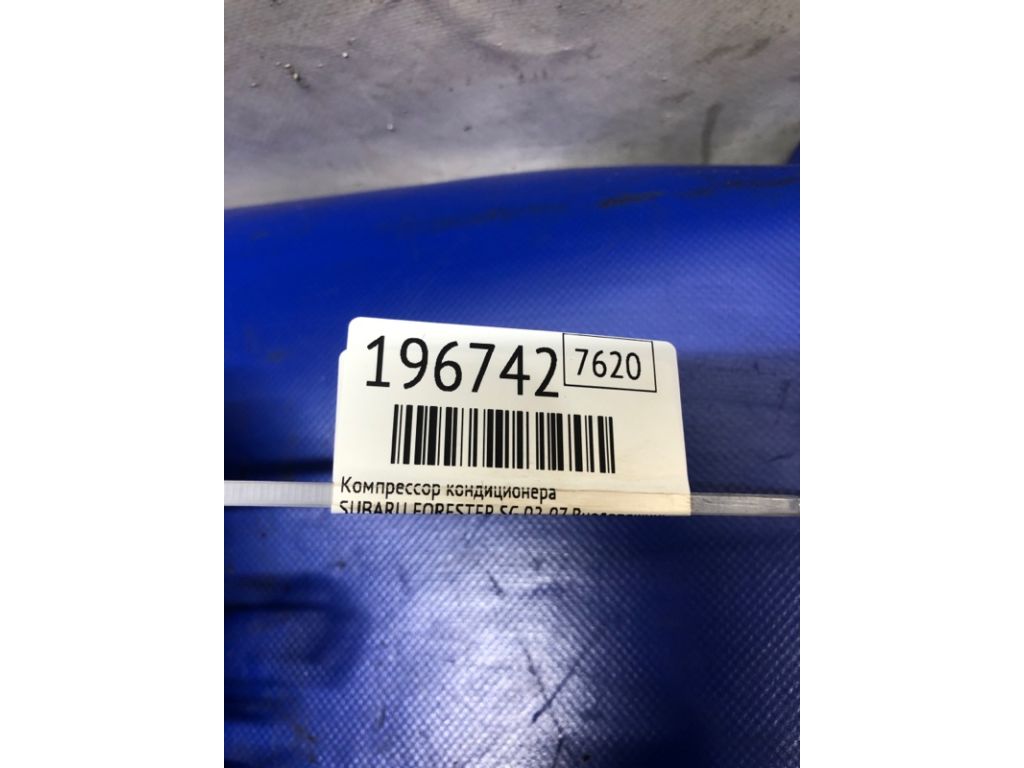 196742
7620
Компрессор кондиционера
SUBARU FORESTER SG 02-07